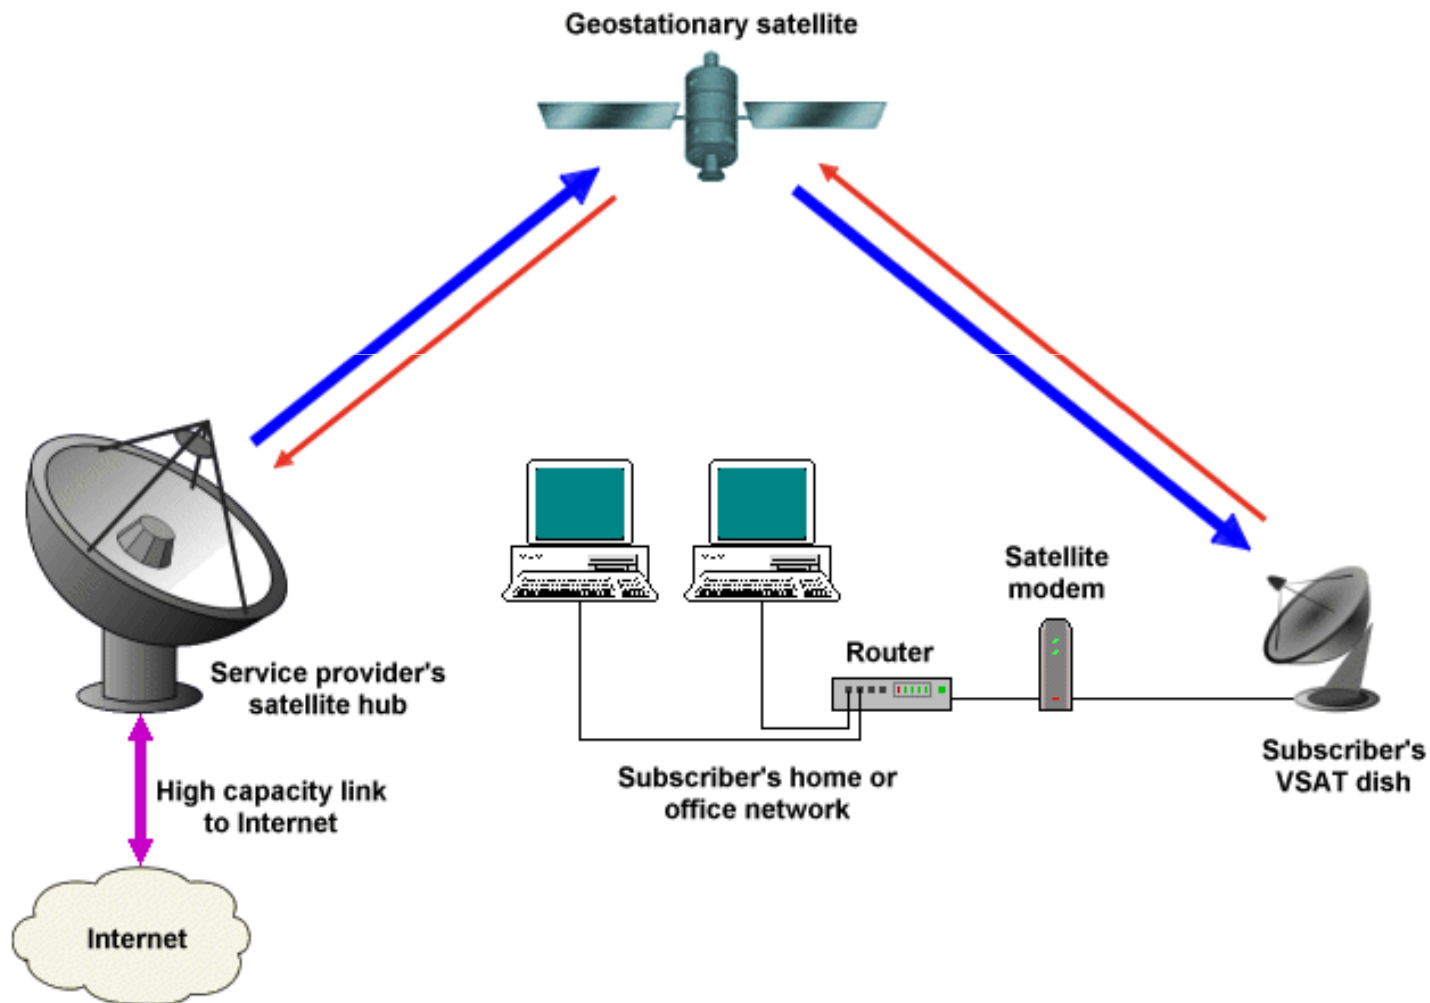 Geostationary satellite
Satellite
modem
Router
Service provider's
satellite hub
Subscriber's
VSAT dish
Subscriber's home or
office network
High capacity link
to Internet
Internet